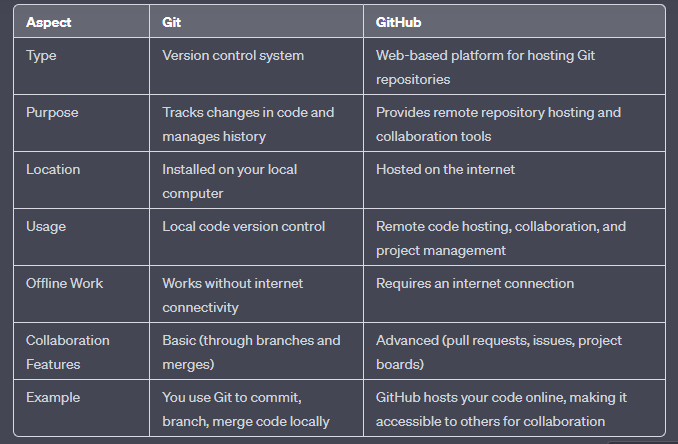 Aspect Git GitHub
Type Version control system Web-based platform for hosting Git
repositories
Purpose Tracks changes in code and Provides remote repository hosting and
manages history collaboration tools
Location Installed on your local Hosted on the internet
computer
Usage Local code version control Remote code hosting, collaboration, and
project management
Offline Work Works without internet Requires an internet connection
connectivity
Collaboration Basic (through branches and Advanced (pull requests, issues, project
Features merges) boards)
Example You use Git to commit, GitHub hosts your code online, making it
branch, merge code locally accessible to others for collaboration